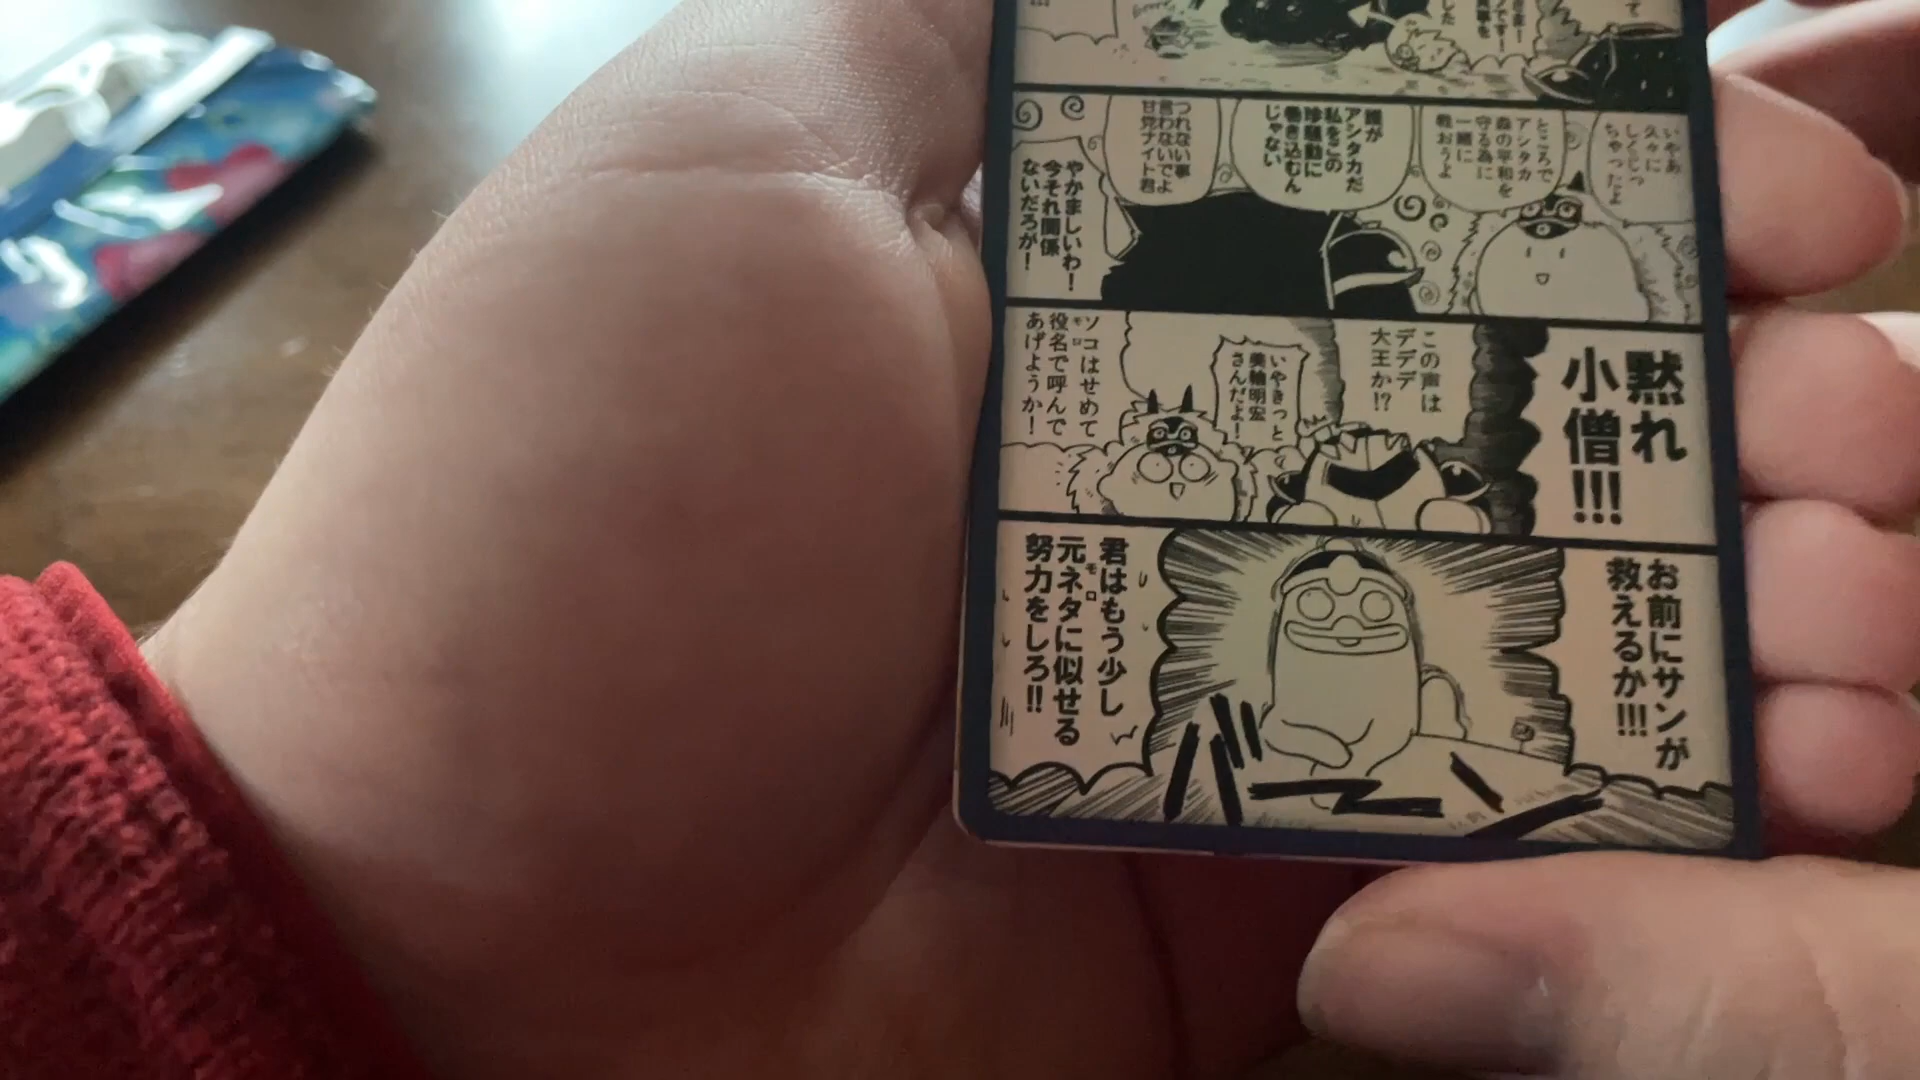 いやあ
久々に
しくじっ
ちゃったよ
ところで
アシタカ
森の平和を
守る為に
一緒に
戦おうよ
誰が
アシタカだ
私をこの
珍騒動に
巻き込むん
じゃない
つれない事
言わないでよ
甘党ナイト君
やかましいわ!
今それ関係
ないだろが!
黙れ
小僧!!!
この声は
デデデ
大王か!?
いやきっと
美輪明宏
さんだよ!
ソコはせめて
モロ
役名で呼んで
あげようか!
お前にサンが
救えるか!!!
君はもう少し
モロ
元ネタに似せる
努力をしろ!!